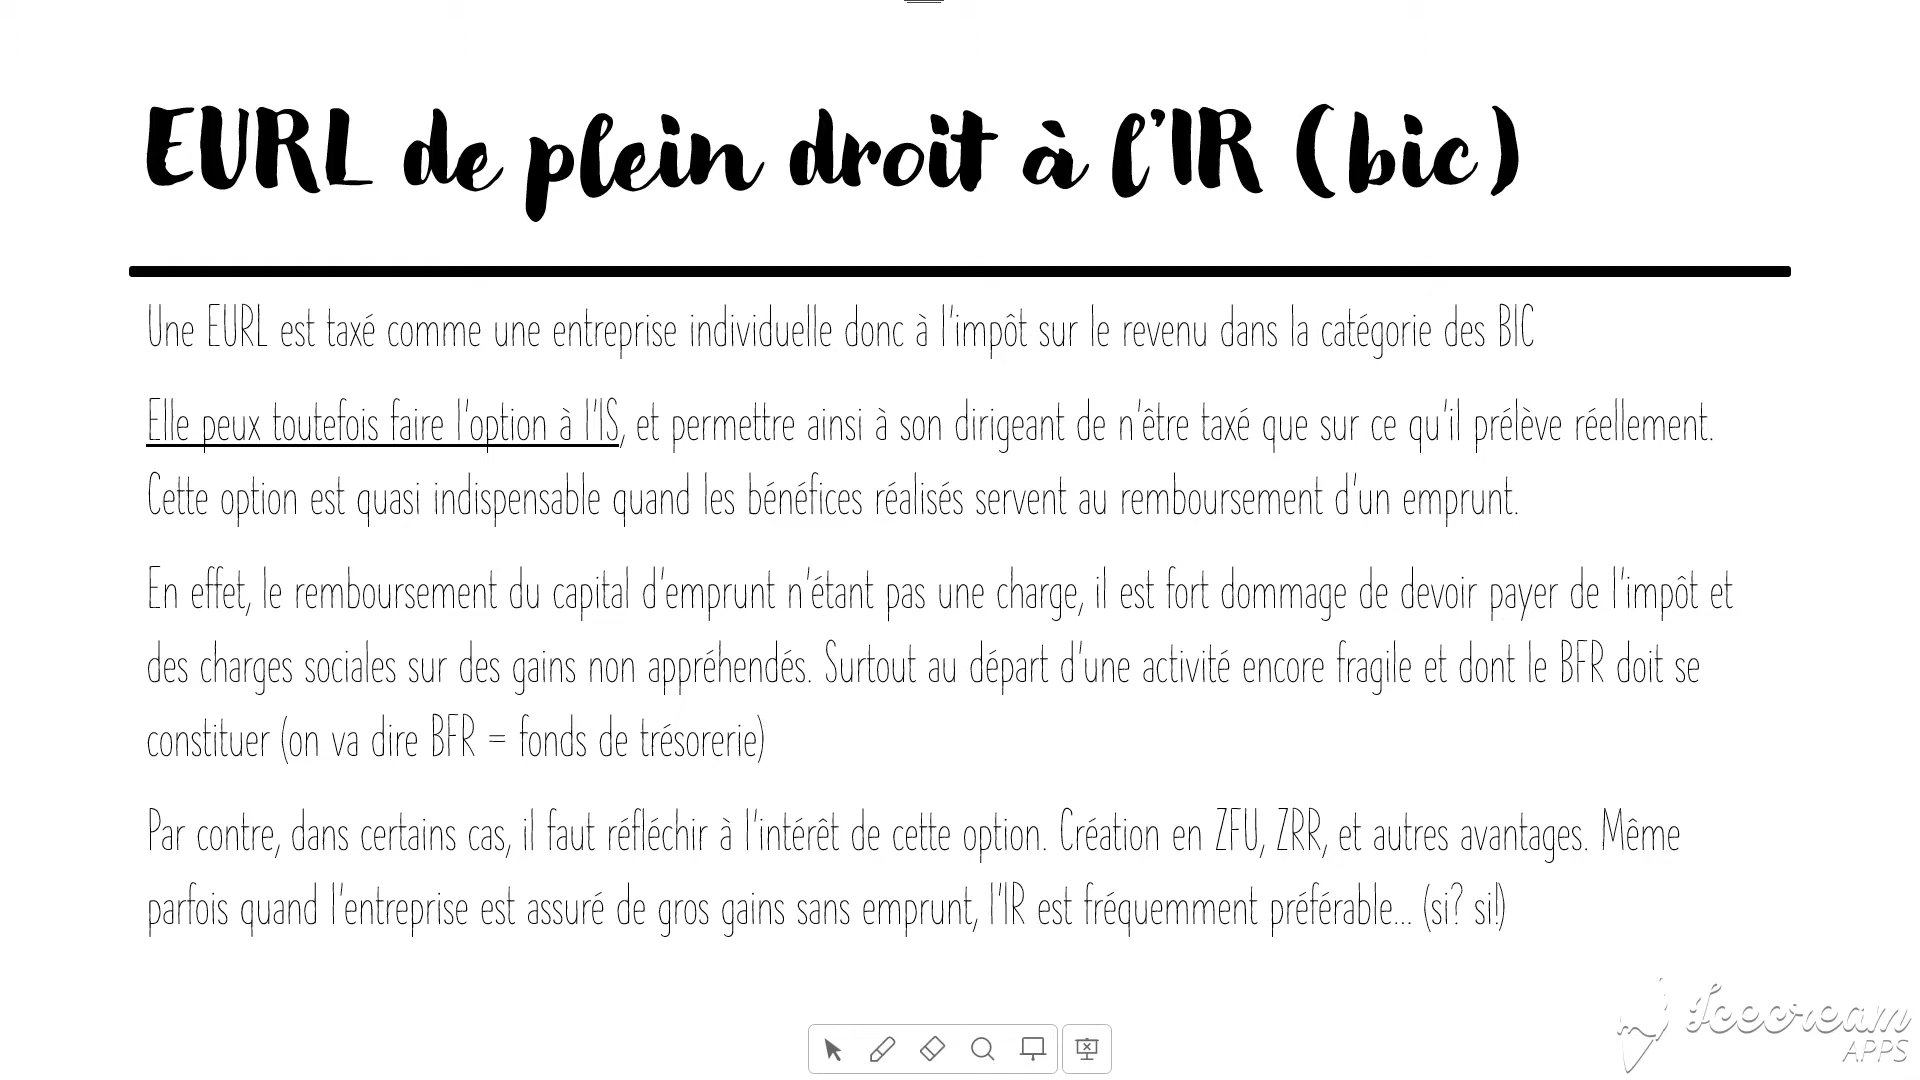 EURL de plein droit à l'IR (bic)
Une EURL est taxé comme une entreprise individuelle donc à l'impôt sur le revenu dans la catégorie des BIC
Elle peux toutefois faire l'option à l'IS, et permettre ainsi à son dirigeant de n'être taxé que sur ce qu'il prélève réellement.
Cette option est quasi indispensable quand les bénéfices réalisés servent au remboursement d'un emprunt.
En effet, le remboursement du capital d'emprunt n'étant pas une charge, il est fort dommage de devoir payer de l'impôt et
des charges sociales sur des gains non appréhendés. Surtout au départ d'une activité encore fragile et dont le BFR doit se
constituer (on va dire BFR = fonds de trésorerie)
Par contre, dans certains cas, il faut réfléchir à l'intérêt de cette option. Création en ZFU, ZRR, et autres avantages. Même
parfois quand l'entreprise est assuré de gros gains sans emprunt, l'IR est fréquemment préférable... (si? si!)
Icecream
APPS